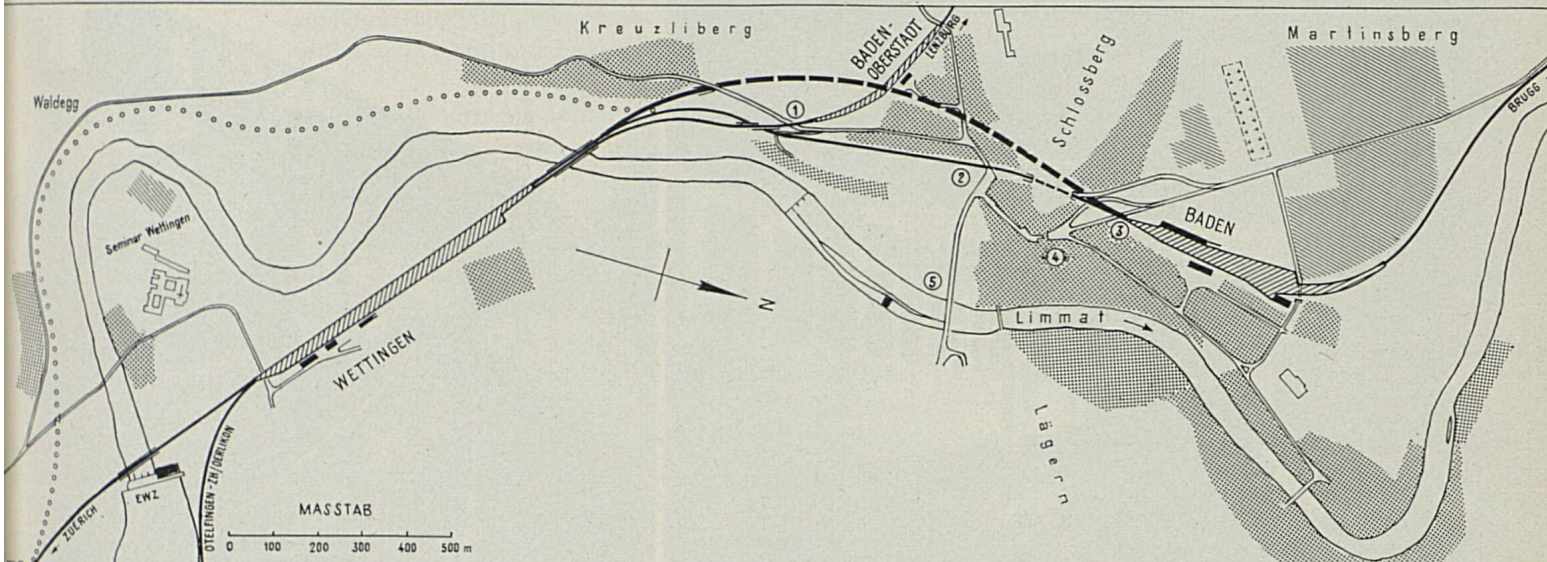 Kreuzliberg
BADEN-
OBERSTADT
LENZBURG
Schlossberg
Martinsberg
Waldegg
BRUGG
1
2
BADEN
3
Seminar Wettingen
4
5
N
Limmat
WETTINGEN
Lägern
OTELFINGEN-ZH/OERLIKON
EWZ
ZUERICH
MASSTAB
0 100 200 300 400 500 m